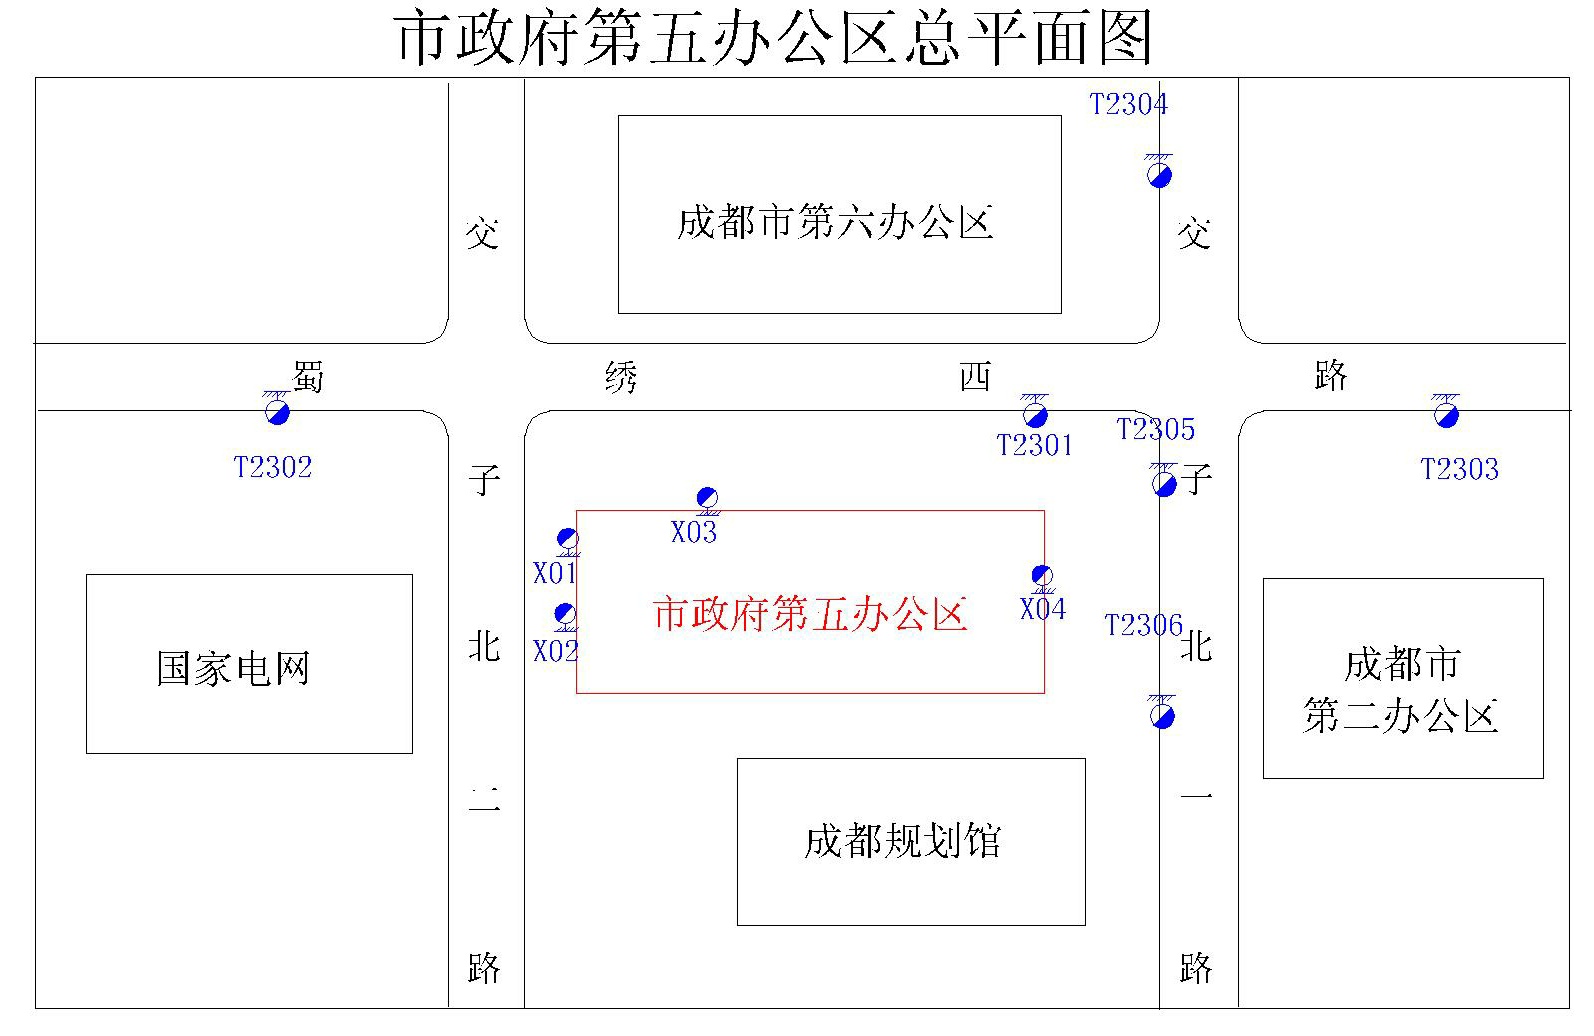 市政府第五办公区总平面图
T2304
成都市第六办公区
交子北二路
交子北一路
蜀绣西路
T2302
T2301
T2305
T2303
X03
X01
X02
X04
市政府第五办公区
T2306
国家电网
成都市
第二办公区
成都规划馆